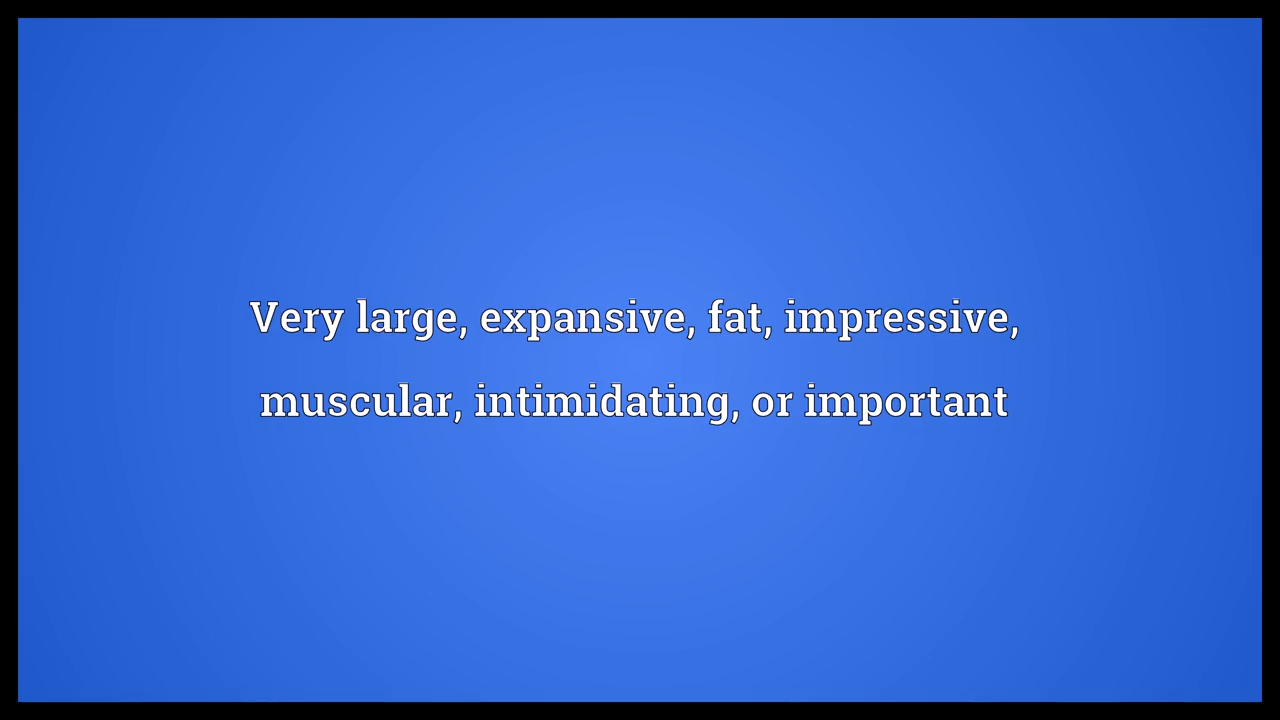 Very large, expansive, fat, impressive,
muscular, intimidating, or important